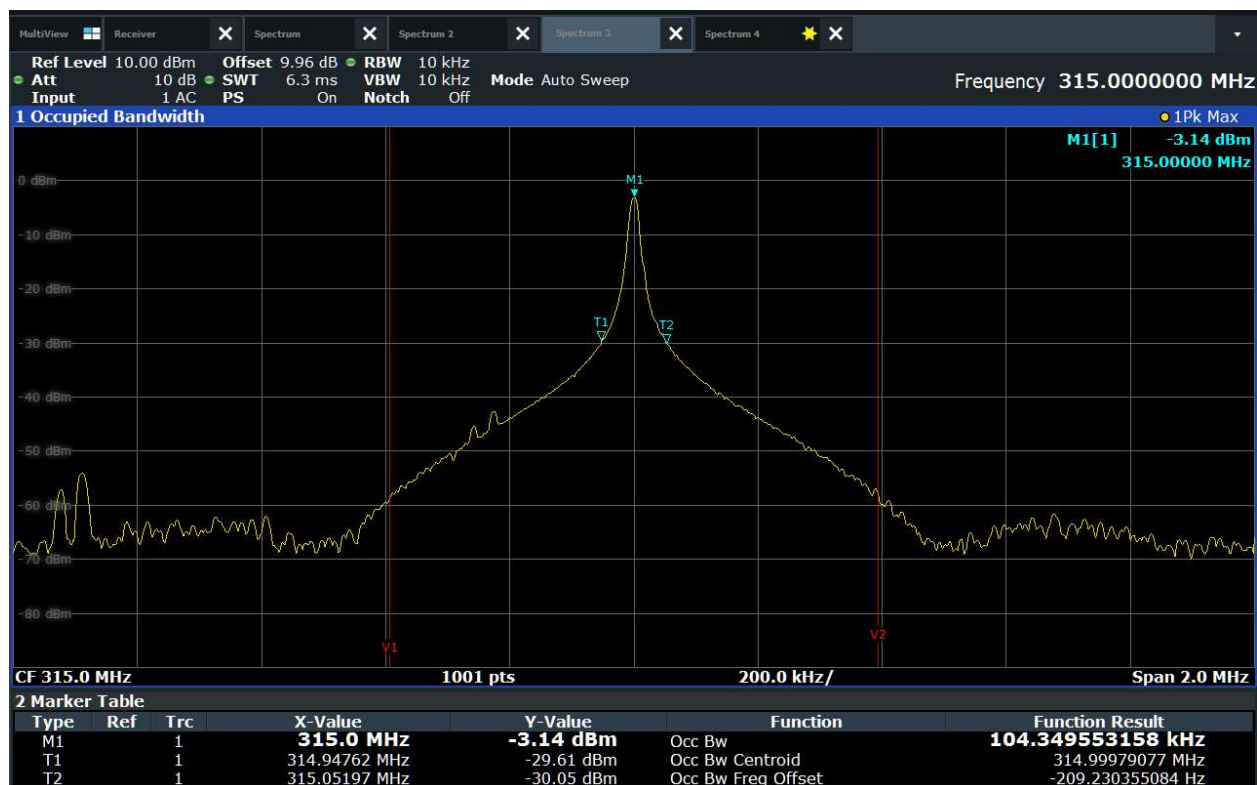 MultiView Receiver X Spectrum X Spectrum 2 X Spectrum 3 X Spectrum 4 X
Ref Level 10.00 dBm Offset 9.96 dB RBW 10 kHz
Att 10 dB SWT 6.3 ms VBW 10 kHz Mode Auto Sweep Frequency 315.0000000 MHz
Input 1 AC PS On Notch Off
1 Occupied Bandwidth 1Pk Max
M1[1] -3.14 dBm
315.00000 MHz
0 dBm
M1
-10 dBm
-20 dBm
T1 T2
-30 dBm
-40 dBm
-50 dBm
-60 dBm
-70 dBm
-80 dBm
V2
V1
CF 315.0 MHz 1001 pts 200.0 kHz/ Span 2.0 MHz
2 Marker Table
Type Ref Trc X-Value Y-Value Function Function Result
M1 1 315.0 MHz -3.14 dBm Occ Bw 104.349553158 kHz
T1 1 314.94762 MHz -29.61 dBm Occ Bw Centroid 314.99979077 MHz
T2 1 315.05197 MHz -30.05 dBm Occ Bw Freq Offset -209.230355084 Hz